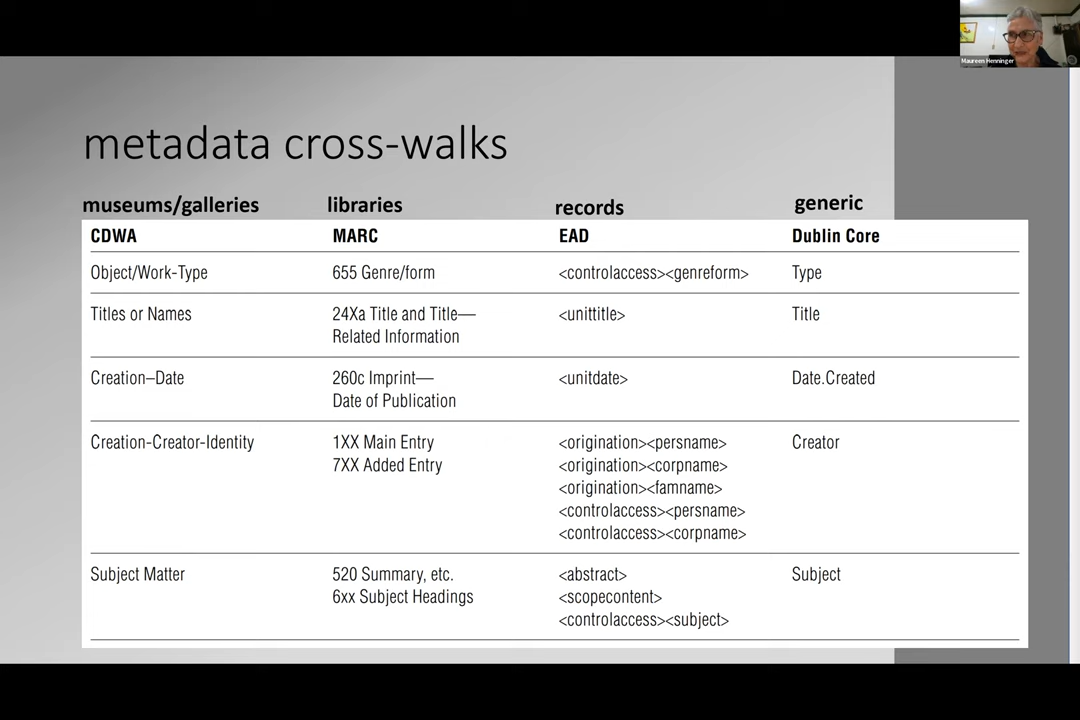 Maureen Henninger
metadata cross-walks
museums/galleries libraries records generic
CDWA MARC EAD Dublin Core
Object/Work-Type 655 Genre/form <controlaccess><genreform> Type
Titles or Names 24Xa Title and Title— <unittitle> Title
Related Information
Creation–Date 260c Imprint— <unitdate> Date.Created
Date of Publication
Creation-Creator-Identity 1XX Main Entry <origination><persname> Creator
7XX Added Entry <origination><corpname>
<origination><famname>
<controlaccess><persname>
<controlaccess><corpname>
Subject Matter 520 Summary, etc. <abstract> Subject
6xx Subject Headings <scopecontent>
<controlaccess><subject>